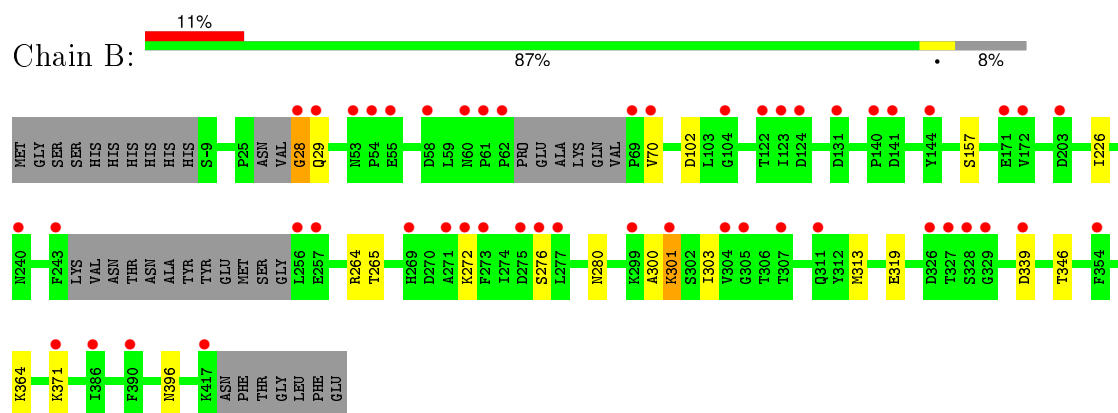 11%
Chain B:
87%
•
8%
MET GLY SER SER HIS HIS HIS HIS HIS HIS S-9 P25 ASN VAL G28 Q29 N53 P54 E55 D58 L59 N60 P61 P62 PRO GLU ALA LYS GLN VAL P69 V70 D102 L103 G104 T122 I123 D124 D131 P140 D141 Y144 S157 E171 V172 D203 I226
N240 F243 LYS VAL ASN THR ASN ALA TYR TYR GLU MET SER GLY L256 E257 R264 T265 H269 D270 A271 K272 F273 I274 D275 S276 L277 N280 K299 A300 K301 S302 I303 V304 G305 T306 T307 Q311 Y312 M313 E319 D326 T327 S328 G329 D339 T346 F354
K364 K371 I386 F390 N396 K417 ASN PHE THR GLY LEU PHE GLU